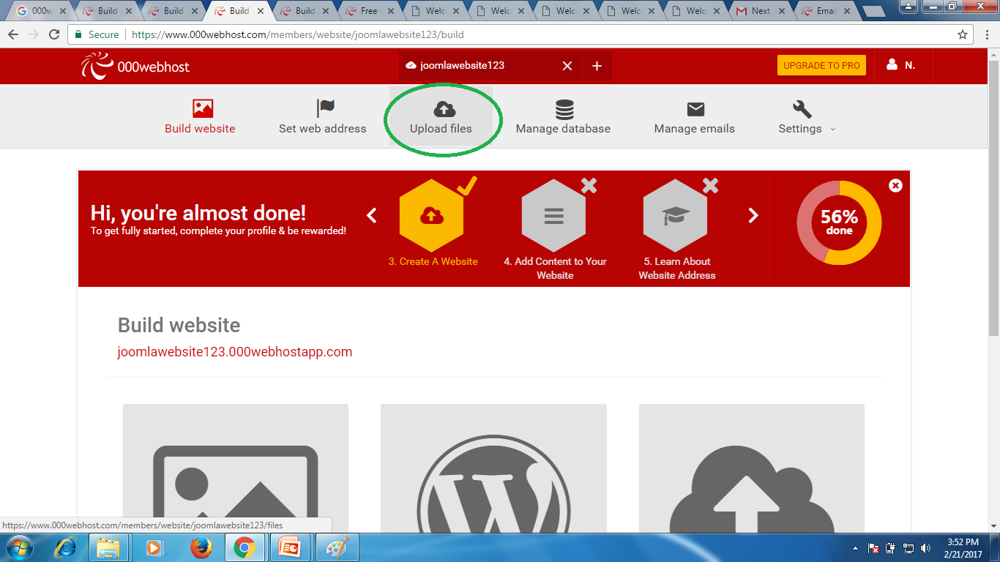 000w
Build
Build
Build
Build
Free
Welc
Welc
Welc
Welc
Welc
Next
Email
Secure
https://www.000webhost.com/members/website/joomlawebsite123/build
000webhost
joomlawebsite123
UPGRADE TO PRO
N.
Build website
Set web address
Upload files
Manage database
Manage emails
Settings
Hi, you're almost done!
To get fully started, complete your profile & be rewarded!
3. Create A Website
4. Add Content to Your
Website
5. Learn About
Website Address
56%
done
Build website
joomlawebsite123.000webhostapp.com
https://www.000webhost.com/members/website/joomlawebsite123/files
3:52 PM
2/21/2017